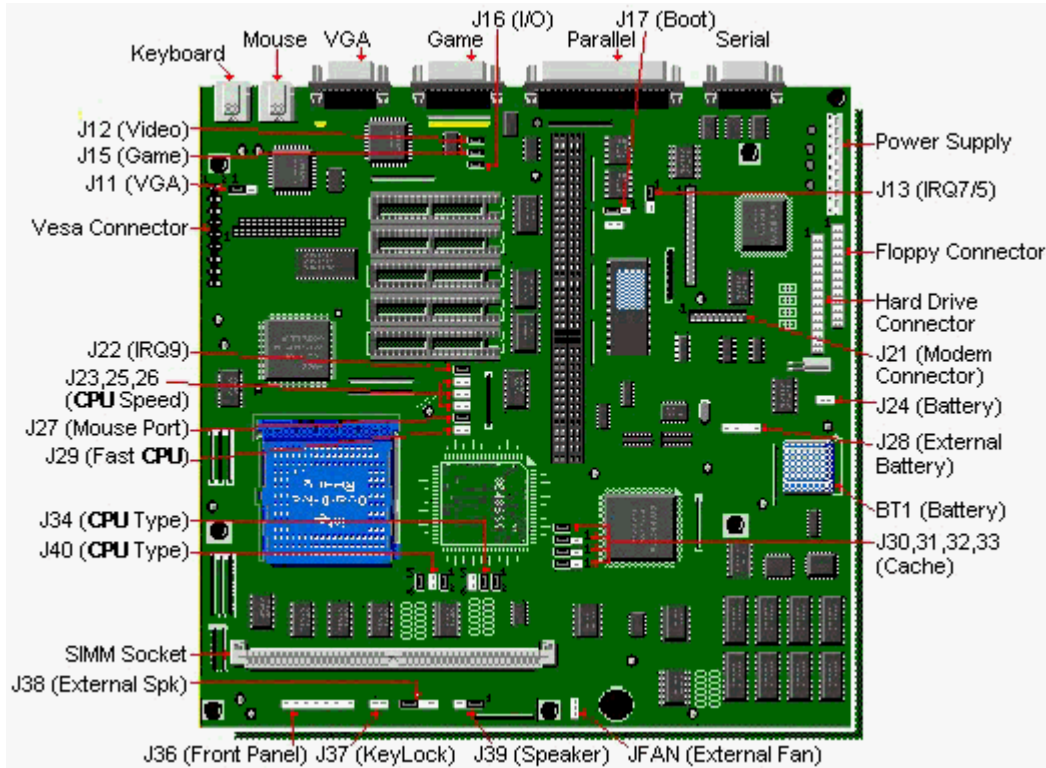 J16 (I/O)
J17 (Boot)
Keyboard
Mouse
VGA
Game
Parallel
Serial
J12 (Video)
J15 (Game)
J11 (VGA)
Vesa Connector
Power Supply
J13 (IRQ7/5)
Floppy Connector
Hard Drive
Connector
J22 (IRQ9)
J23,25,26
(CPU Speed)
J27 (Mouse Port)
J29 (Fast CPU)
J21 (Modem
Connector)
J24 (Battery)
J28 (External
Battery)
BT1 (Battery)
J34 (CPU Type)
J40 (CPU Type)
J30,31,32,33
(Cache)
SIMM Socket
J38 (External Spk)
J36 (Front Panel)
J37 (KeyLock)
J39 (Speaker)
JFAN (External Fan)